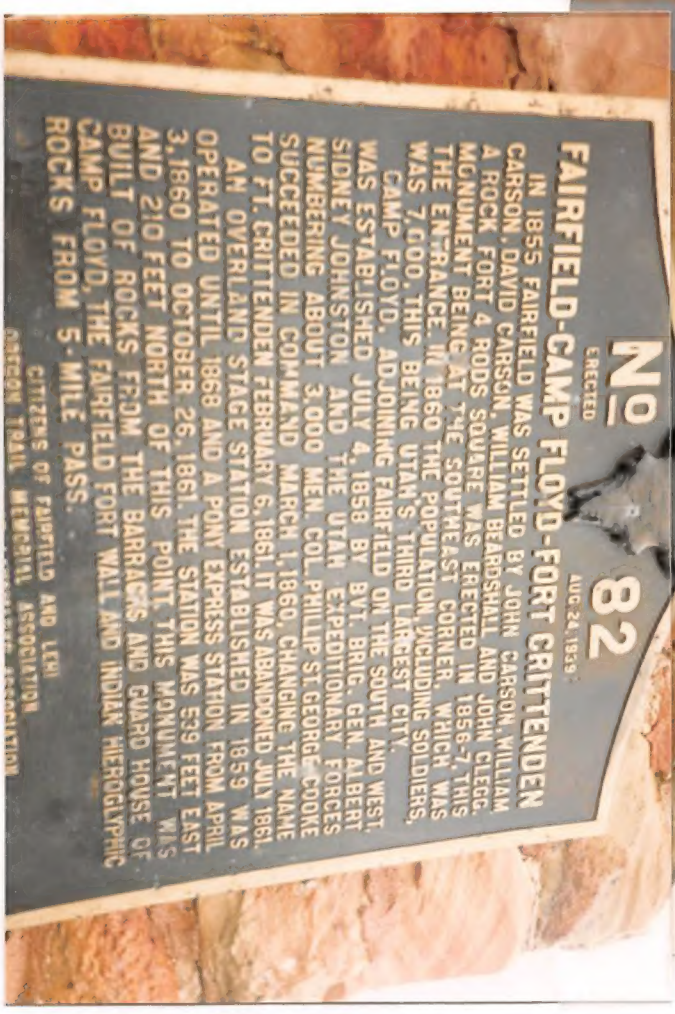 No 82
ERECTED AUG. 24, 1939
FAIRFIELD-CAMP FLOYD-FORT CRITTENDEN
IN 1855 FAIRFIELD WAS SETTLED BY JOHN CARSON, WILLIAM
CARSON, DAVID CARSON, WILLIAM BEARDSHALL AND JOHN CLEGG.
A ROCK FORT 4 RODS SQUARE WAS ERECTED IN 1856-7, THIS
MONUMENT BEING AT THE SOUTHEAST CORNER, WHICH WAS
THE ENTRANCE. IN 1860 THE POPULATION, INCLUDING SOLDIERS,
WAS 7,000, THIS BEING UTAH'S THIRD LARGEST CITY.
CAMP FLOYD, ADJOINING FAIRFIELD ON THE SOUTH AND WEST,
WAS ESTABLISHED JULY 4, 1858 BY BVT. BRIG. GEN. ALBERT
SIDNEY JOHNSTON AND THE UTAH EXPEDITIONARY FORCES
NUMBERING ABOUT 3,000 MEN. COL. PHILLIP ST. GEORGE COOKE
SUCCEEDED IN COMMAND MARCH 1, 1860, CHANGING THE NAME
TO FT. CRITTENDEN FEBRUARY 6, 1861. IT WAS ABANDONED JULY 1861.
AN OVERLAND STAGE STATION ESTABLISHED IN 1859 WAS
OPERATED UNTIL 1868 AND A PONY EXPRESS STATION FROM APRIL
3, 1860 TO OCTOBER 26, 1861. THE STATION WAS 539 FEET EAST
AND 210 FEET NORTH OF THIS POINT. THIS MONUMENT WAS
BUILT OF ROCKS FROM THE BARRACKS AND GUARD HOUSE OF
CAMP FLOYD, THE FAIRFIELD FORT WALL AND INDIAN HIEROGLYPHIC
ROCKS FROM 5-MILE PASS.
CITIZENS OF FAIRFIELD AND LEHI
OREGON TRAIL MEMORIAL ASSOCIATION
ASSOCIATION